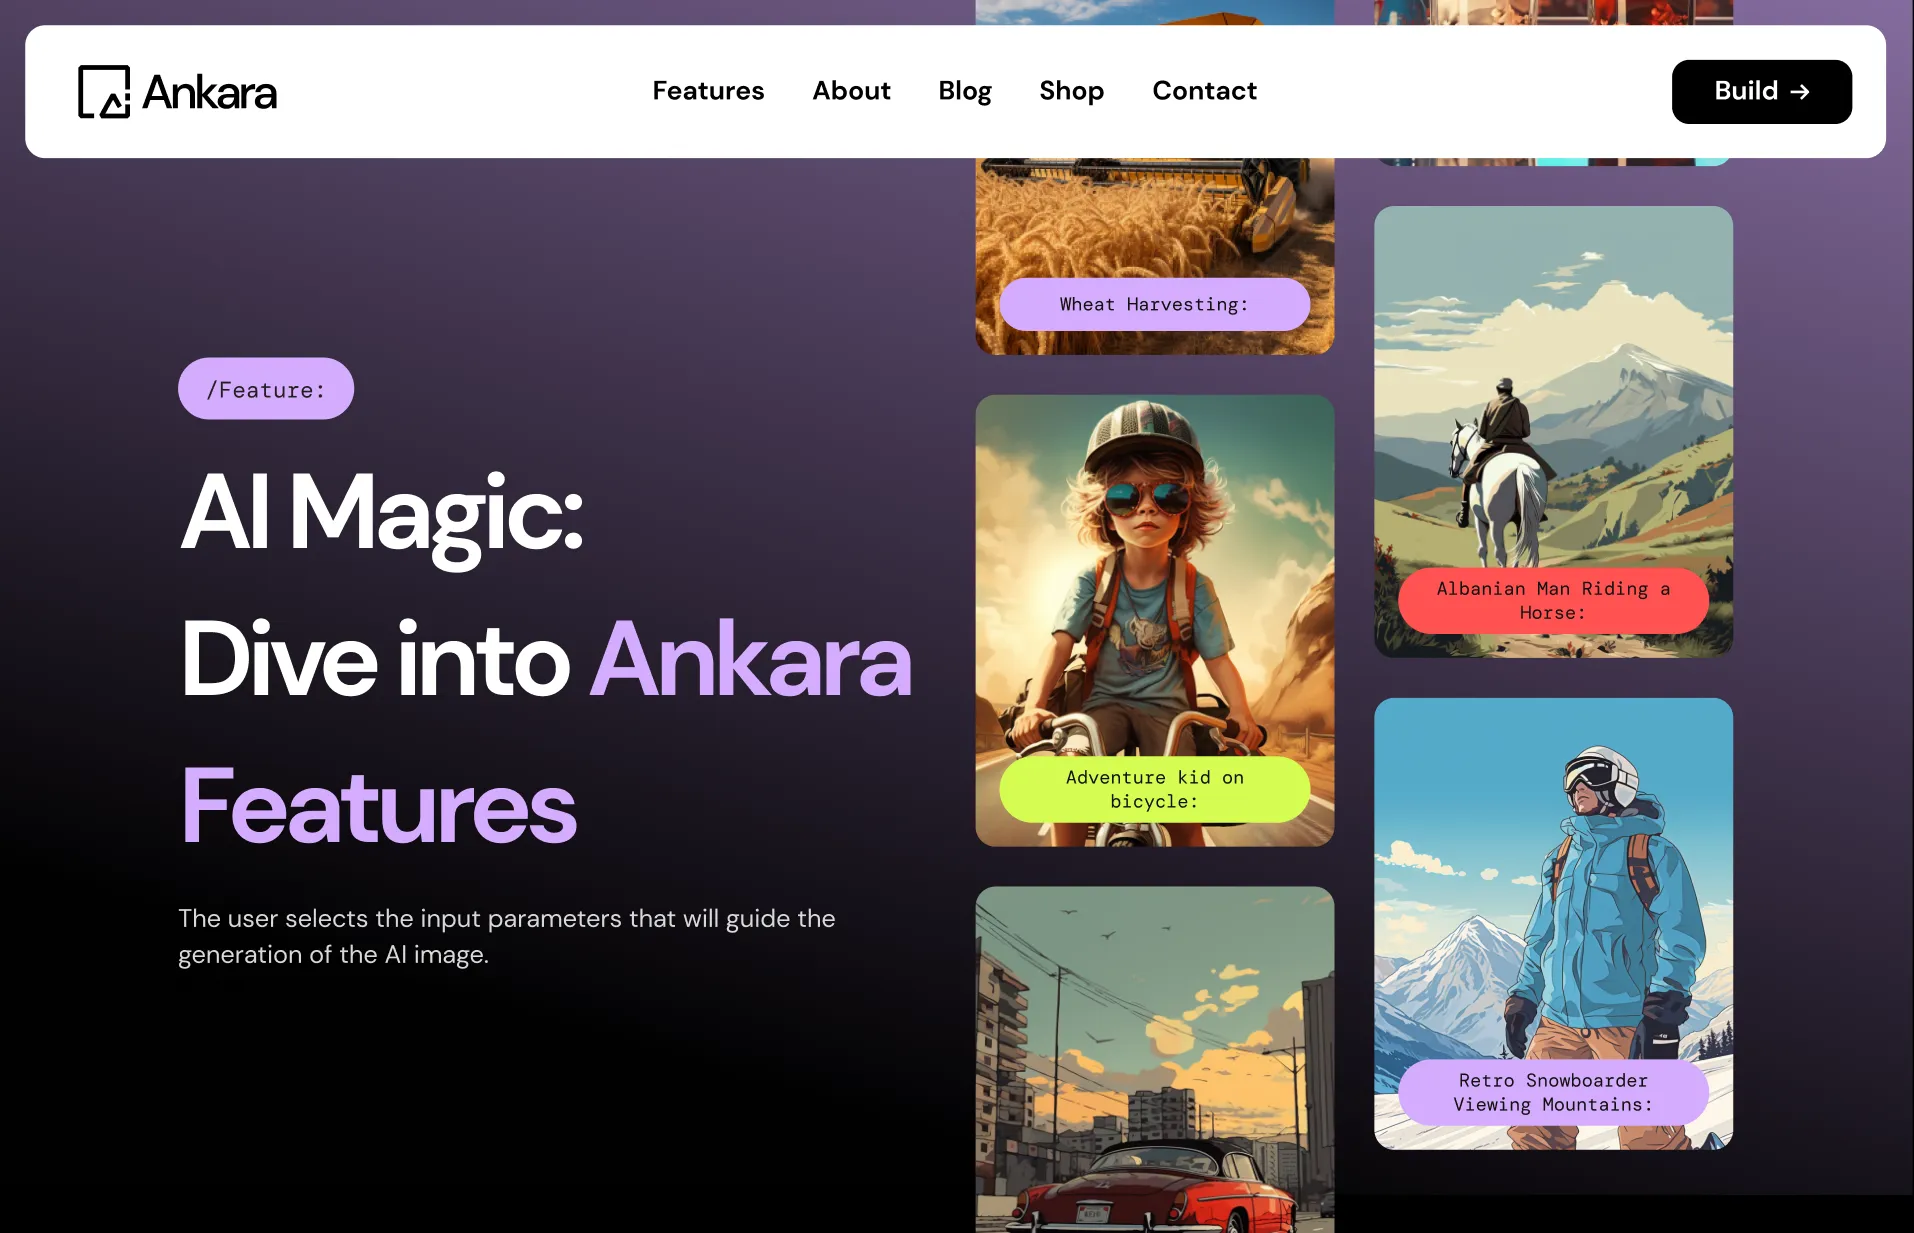 Ankara
Features
About
Blog
Shop
Contact
Build →
/Feature:
AI Magic:
Dive into Ankara
Features
The user selects the input parameters that will guide the
generation of the AI image.
Wheat Harvesting:
Adventure kid on
bicycle:
Albanian Man Riding a
Horse:
Retro Snowboarder
Viewing Mountains: